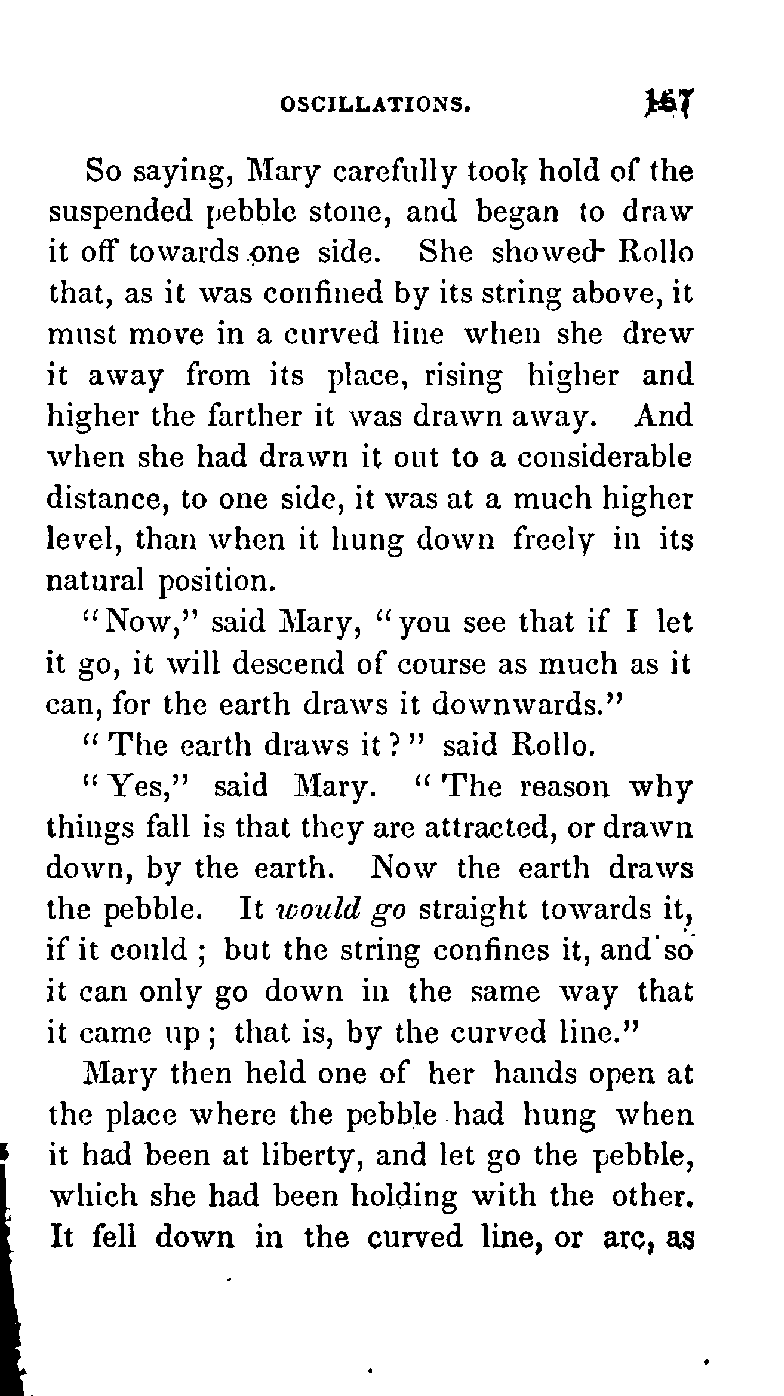 OSCILLATIONS. 167
So saying, Mary carefully took hold of the
suspended pebble stone, and began to draw
it off towards one side. She showed Rollo
that, as it was confined by its string above, it
must move in a curved line when she drew
it away from its place, rising higher and
higher the farther it was drawn away. And
when she had drawn it out to a considerable
distance, to one side, it was at a much higher
level, than when it hung down freely in its
natural position.
"Now," said Mary, "you see that if I let
it go, it will descend of course as much as it
can, for the earth draws it downwards."
"The earth draws it?" said Rollo.
"Yes," said Mary. "The reason why
things fall is that they are attracted, or drawn
down, by the earth. Now the earth draws
the pebble. It would go straight towards it,
if it could; but the string confines it, and so
it can only go down in the same way that
it came up; that is, by the curved line."
Mary then held one of her hands open at
the place where the pebble had hung when
it had been at liberty, and let go the pebble,
which she had been holding with the other.
It fell down in the curved line, or arc, as